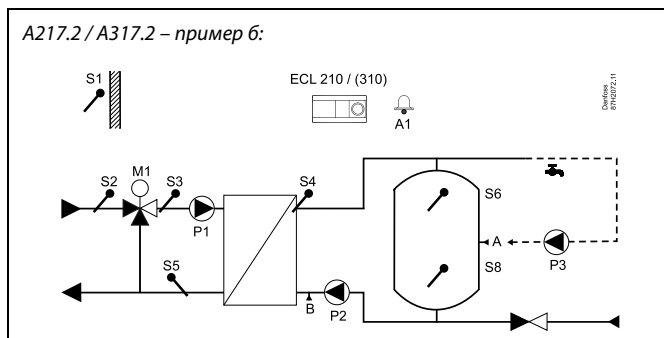 A217.2 / A317.2 – пример б:
S1
ECL 210 / (310)
A1
Danfoss
87H2072.11
M1
S2
S3
S4
S6
P1
A
P3
S5
S8
B
P2